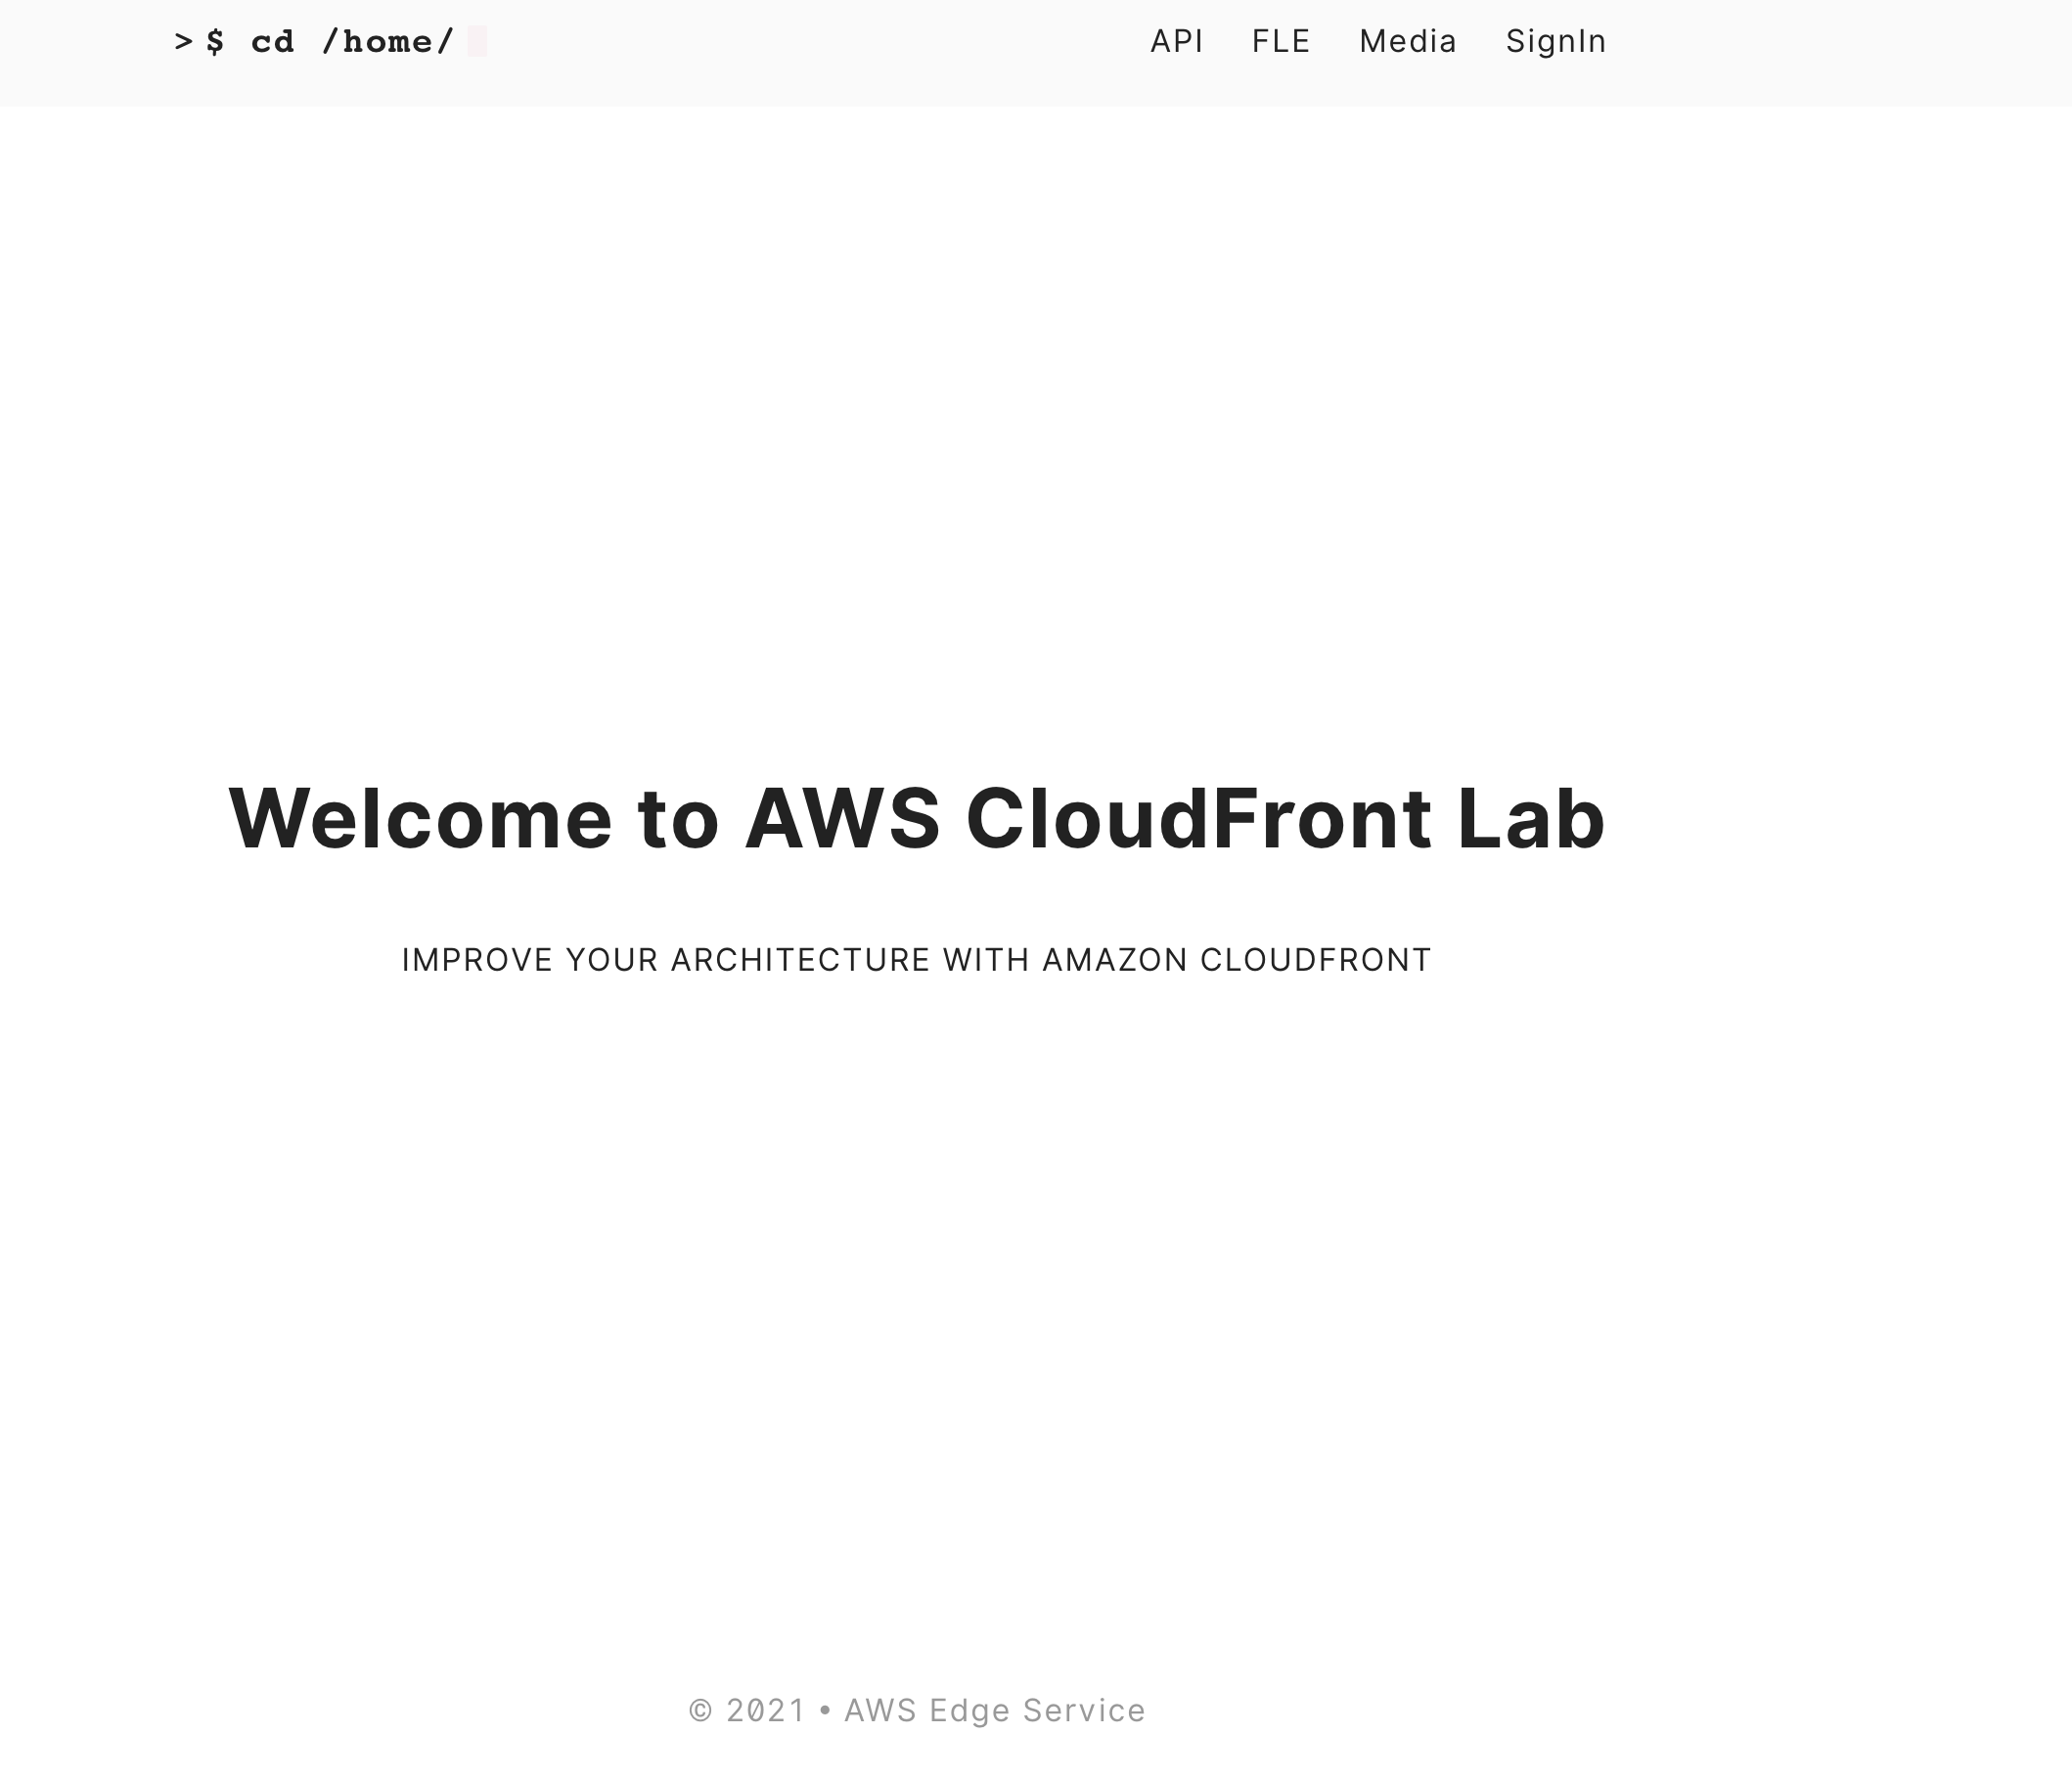 >$ cd /home/
API FLE Media SignIn
Welcome to AWS CloudFront Lab
IMPROVE YOUR ARCHITECTURE WITH AMAZON CLOUDFRONT
© 2021 • AWS Edge Service